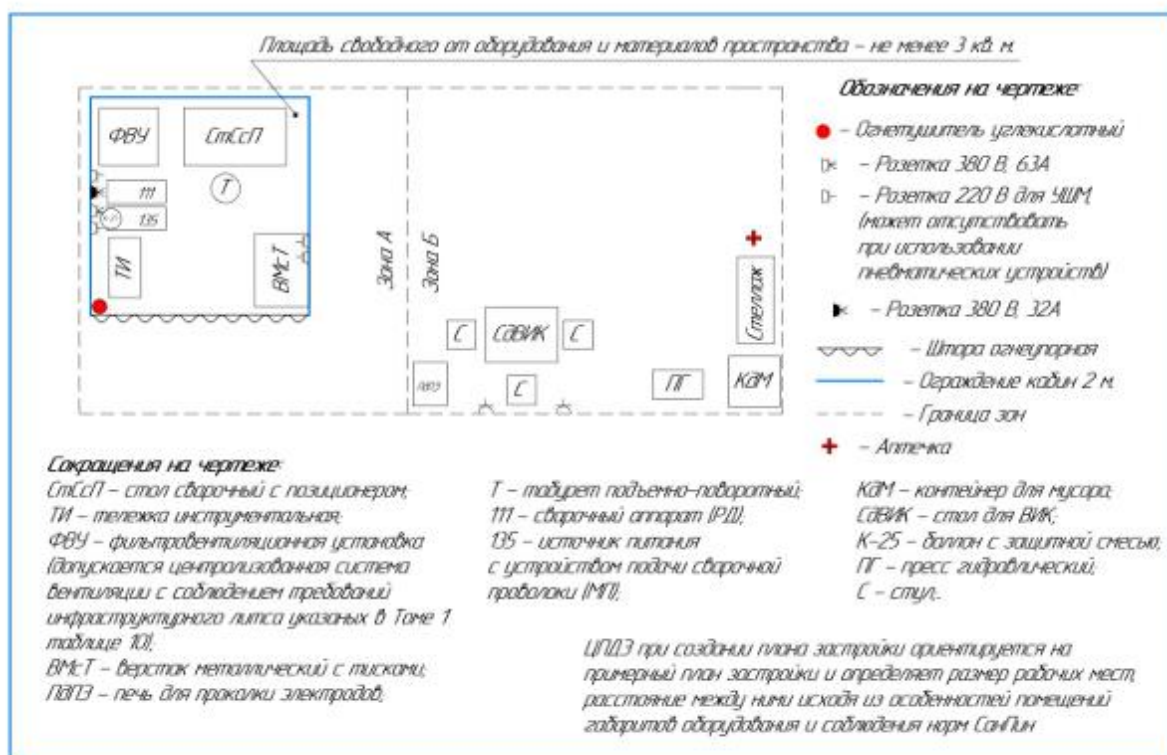 Площадь свободного от оборудования и материалов пространства – не менее 3 кв. м.
Обозначения на чертеже:
ФВУ
СтСсП
– Огнетушитель углекислотный
– Розетка 380 В, 63А
111
Т
– Розетка 220 В для УШМ,
(может отсутствовать
при использовании
пневматических устройств)
135
ТИ
ВМсТ
Зона А
Зона Б
Стеллаж
– Розетка 380 В, 32А
С
СдВИК
С
– Штора огнеупорная
ПдПЭ
С
ПГ
КдМ
– Ограждение кабин 2 м.
– Граница зон
– Аптечка
Сокращения на чертеже:
СтСсП – стол сварочный с позиционером;
ТИ – тележка инструментальная;
ФВУ – фильтровентиляционная установка
(допускается централизованная система
вентиляции с соблюдением требований
инфраструктурного литса указаных в Томе 1
таблице 10);
ВМсТ – верстак металлический с тисками;
ПдПЭ – печь для прокалки электродов;
Т – табурет подъемно-поворотный;
111 – сварочный аппарат (РД);
135 – источник питания
с устройством подачи сварочной
проволоки (МП);
КдМ – контейнер для мусора;
СдВИК – стол для ВИК;
К-25 – баллон с защитной смесью;
ПГ – пресс гидравлический;
С – стул;.
ЦПДЭ при создании плана застройки ориентируется на
примерный план застройки и определяет размер рабочих мест,
расстояние между ними исходя из особенностей помещений
габаритов оборудования и соблюдения норм СанПин